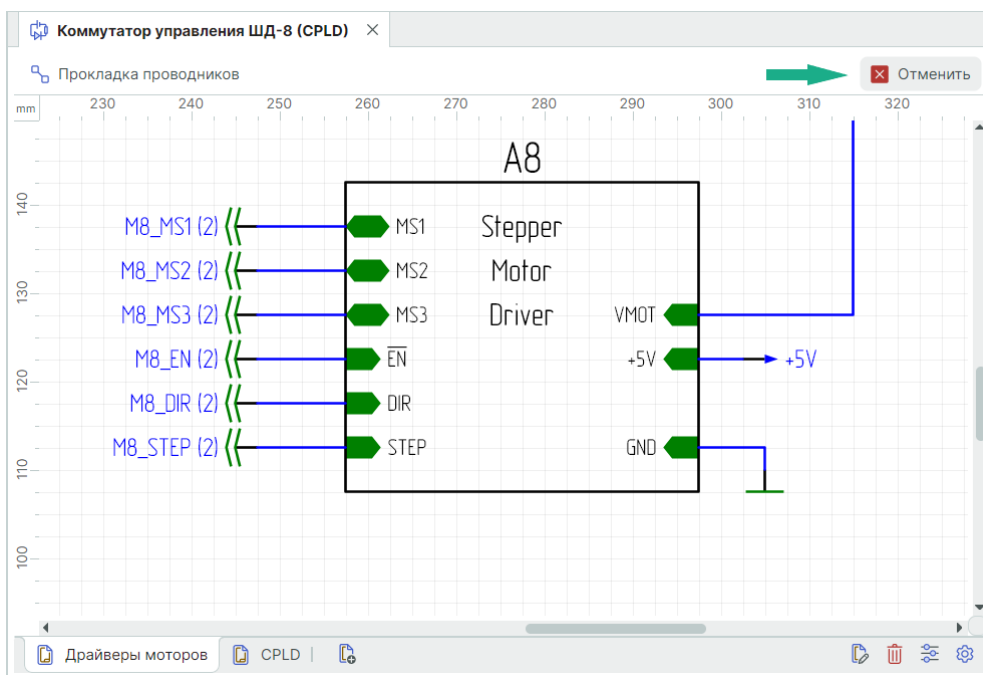 Коммутатор управления ШД-8 (CPLD)
Прокладка проводников
Отменить
mm 230 240 250 260 270 280 290 300 310 320
A8
140
M8_MS1 (2) MS1 Stepper
M8_MS2 (2) MS2 Motor
130
M8_MS3 (2) MS3 Driver VMOT
M8_EN (2) EN +5V +5V
120
M8_DIR (2) DIR
M8_STEP (2) STEP GND
110
100
Драйверы моторов CPLD